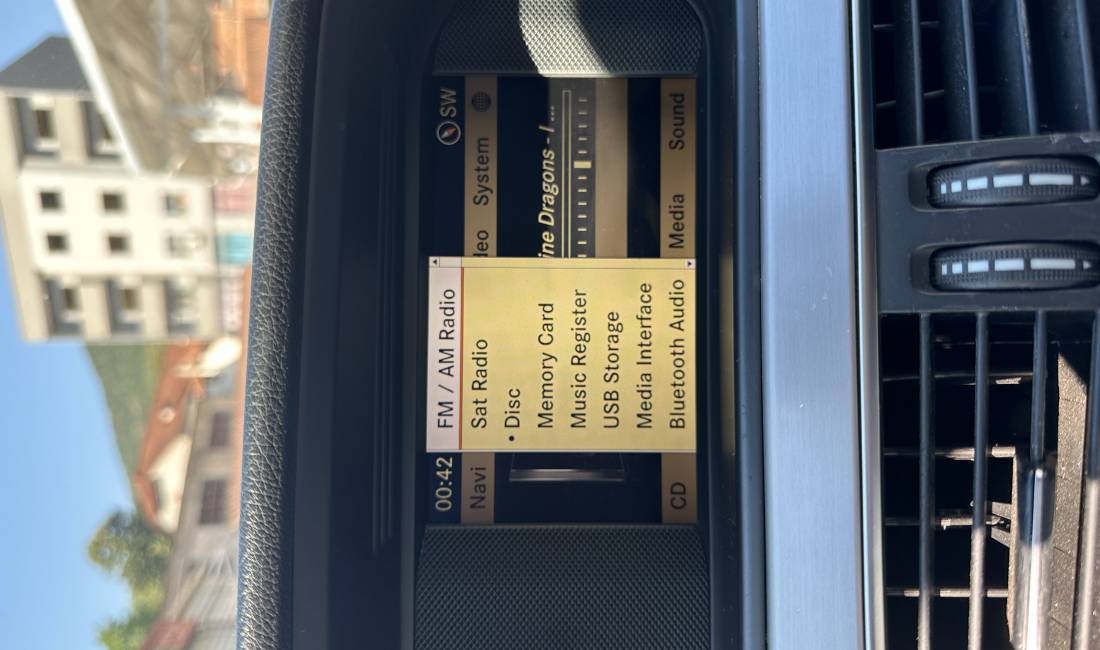 00:42
SW
Navi
deo
System
FM / AM Radio
Sat Radio
• Disc
Memory Card
Music Register
USB Storage
Media Interface
Bluetooth Audio
ine Dragons - I ...
CD
Media
Sound